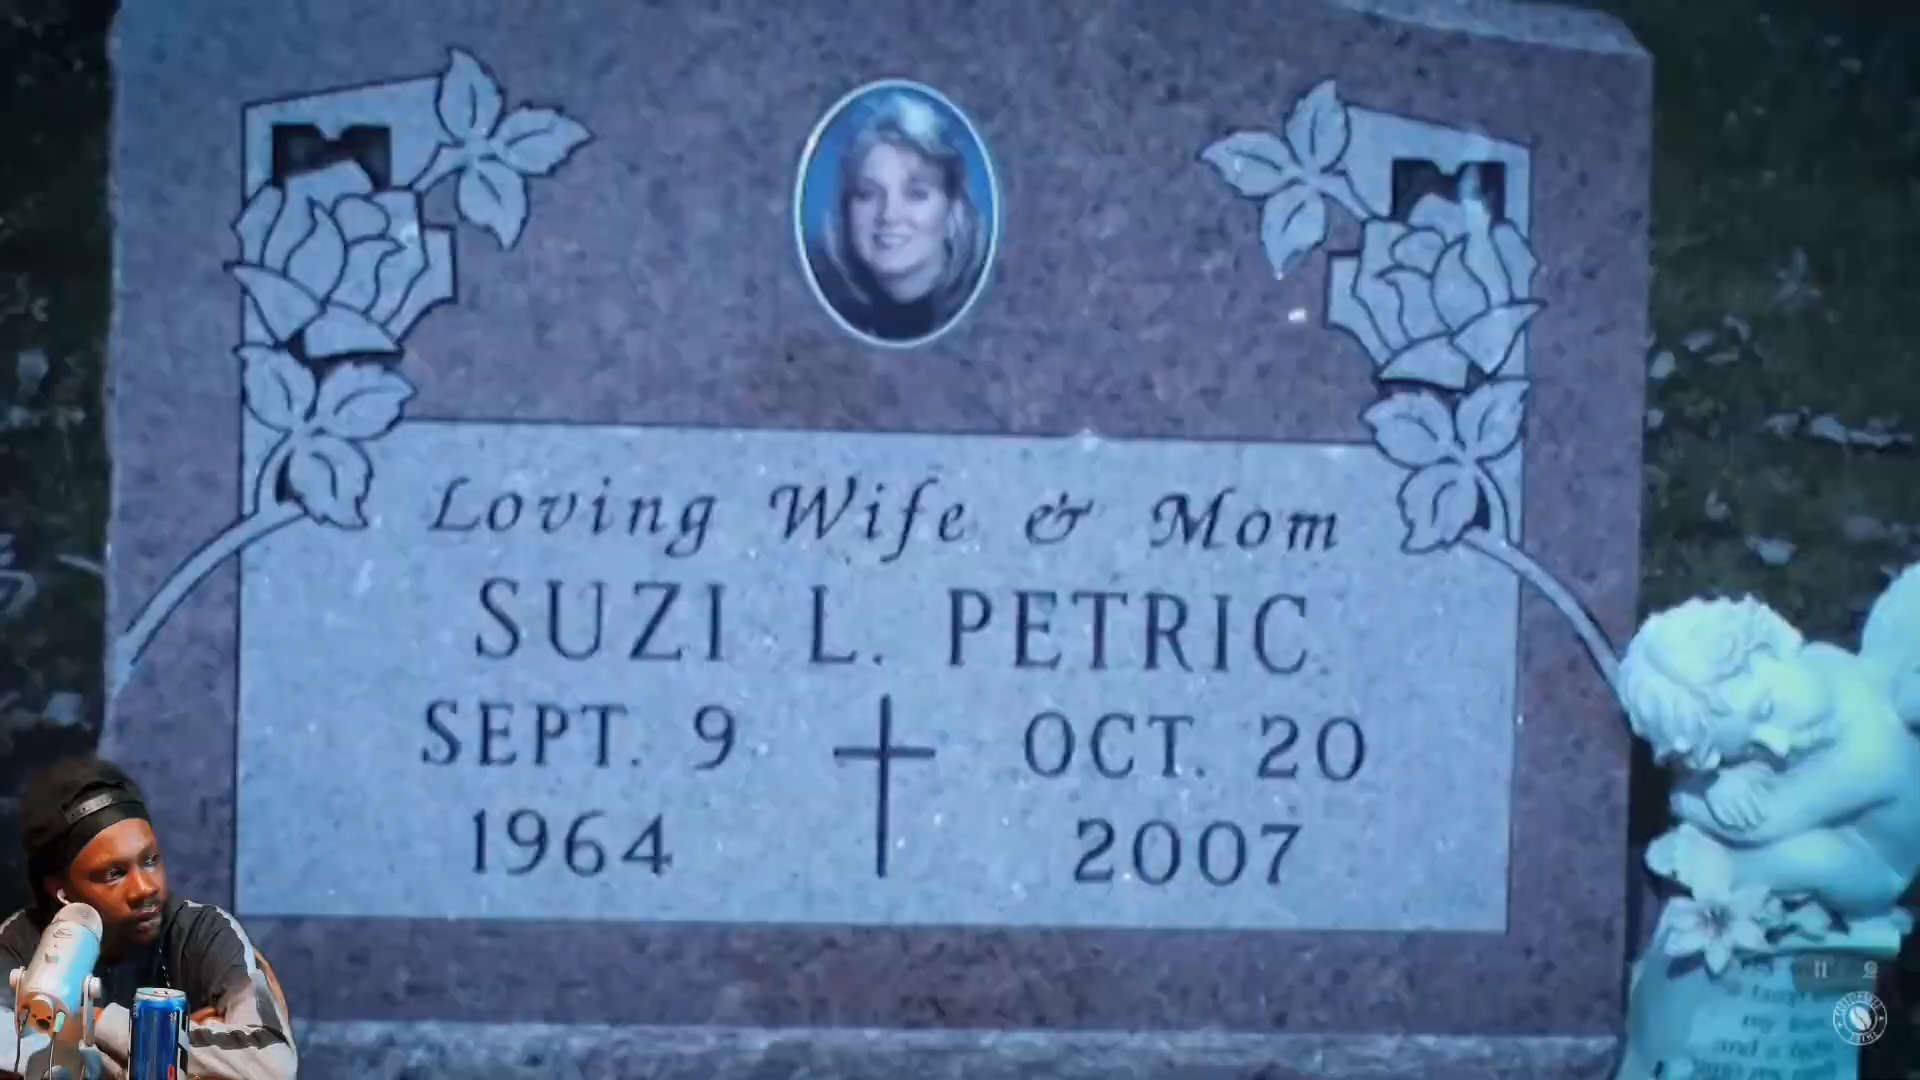 Loving Wife & Mom
SUZI L. PETRIC
SEPT. 9 OCT. 20
1964 2007